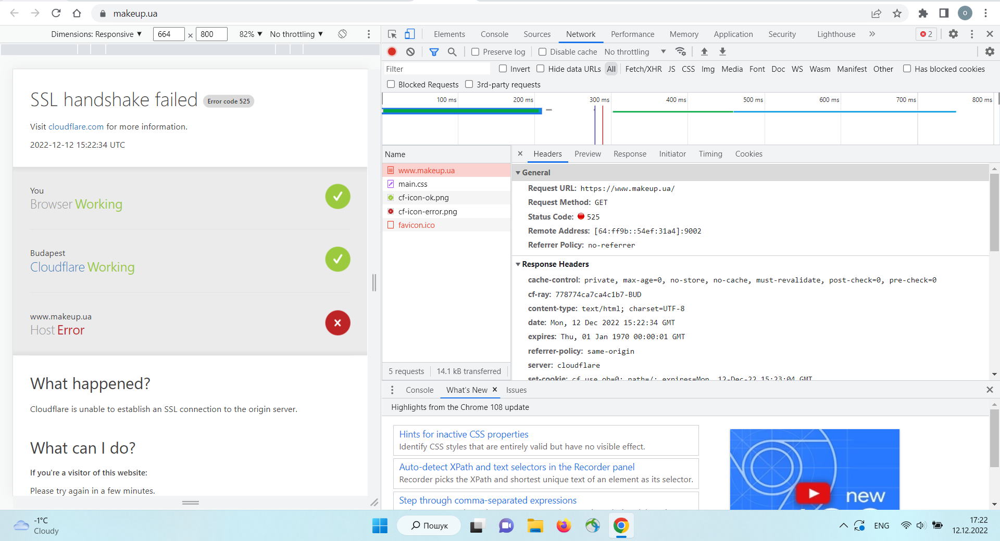 makeup.ua
O
Dimensions: Responsive ▼ 664 × 800 82% ▼ No throttling ▼
Elements Console Sources Network Performance Memory Application Security Lighthouse » 2
Preserve log Disable cache No throttling ▼
Filter Invert Hide data URLs All Fetch/XHR JS CSS Img Media Font Doc WS Wasm Manifest Other Has blocked cookies
Blocked Requests 3rd-party requests
100 ms 200 ms 300 ms 400 ms 500 ms 600 ms 700 ms 800 ms
SSL handshake failed Error code 525
Visit cloudflare.com for more information.
2022-12-12 15:22:34 UTC
You
Browser Working
Budapest
Cloudflare Working
www.makeup.ua
Host Error
What happened?
Cloudflare is unable to establish an SSL connection to the origin server.
What can I do?
If you're a visitor of this website:
Please try again in a few minutes.
Name
www.makeup.ua
main.css
cf-icon-ok.png
cf-icon-error.png
favicon.ico
5 requests 14.1 kB transferred
× Headers Preview Response Initiator Timing Cookies
General
Request URL: https://www.makeup.ua/
Request Method: GET
Status Code: 525
Remote Address: [64:ff9b::54ef:31a4]:9002
Referrer Policy: no-referrer
Response Headers
cache-control: private, max-age=0, no-store, no-cache, must-revalidate, post-check=0, pre-check=0
cf-ray: 778774ca7ca4c1b7-BUD
content-type: text/html; charset=UTF-8
date: Mon, 12 Dec 2022 15:22:34 GMT
expires: Thu, 01 Jan 1970 00:00:01 GMT
referrer-policy: same-origin
server: cloudflare
set-cookie: cf_use_ob=0; path=/; expires=Mon, 12-Dec-22 15:23:04 GMT
Console What's New × Issues
Highlights from the Chrome 108 update
Hints for inactive CSS properties
Identify CSS styles that are entirely valid but have no visible effect.
Auto-detect XPath and text selectors in the Recorder panel
Recorder picks the XPath and shortest unique text of an element as its selector.
Step through comma-separated expressions
new
-1°C
Cloudy
Пошук
ENG
17:22
12.12.2022